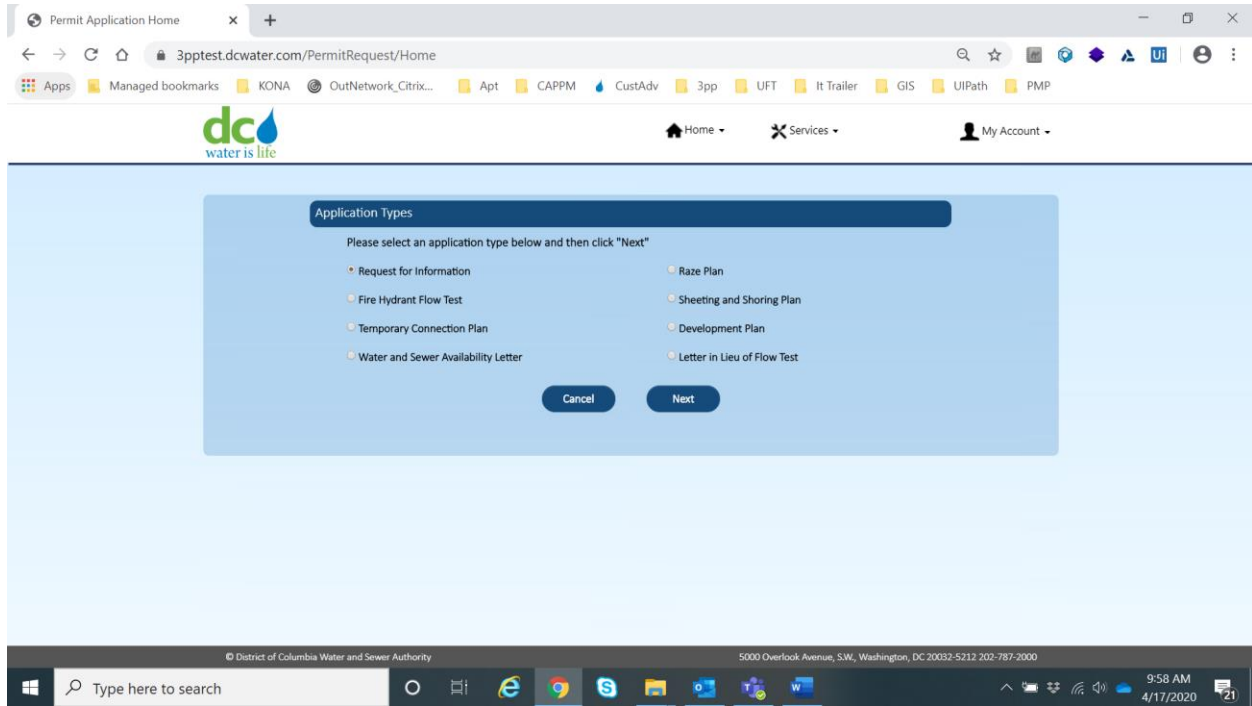 Permit Application Home
3pptest.dcwater.com/PermitRequest/Home
Apps Managed bookmarks KONA OutNetwork_Citrix... Apt CAPPM CustAdv 3pp UFT It Trailer GIS UIPath PMP
dc
water is life
Home Services My Account
Application Types
Please select an application type below and then click "Next"
Request for Information Raze Plan
Fire Hydrant Flow Test Sheeting and Shoring Plan
Temporary Connection Plan Development Plan
Water and Sewer Availability Letter Letter in Lieu of Flow Test
Cancel Next
© District of Columbia Water and Sewer Authority 5000 Overlook Avenue, S.W., Washington, DC 20032-5212 202-787-2000
Type here to search
9:58 AM
4/17/2020
21